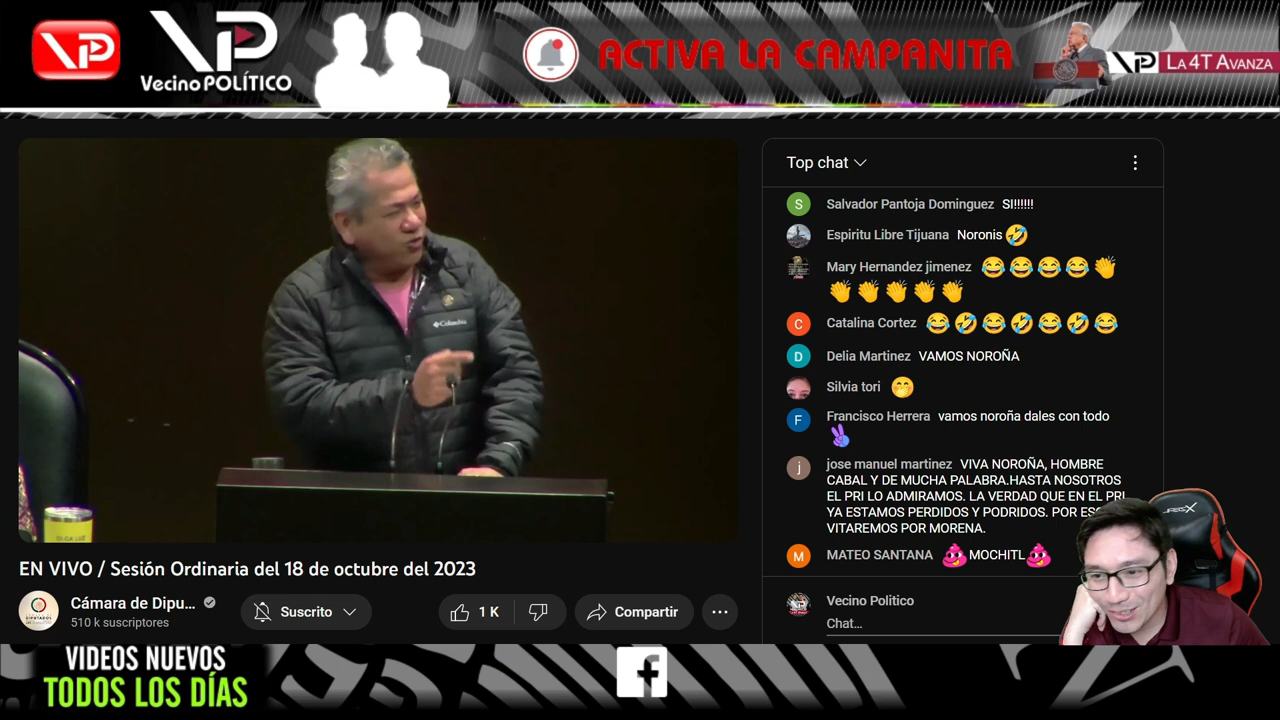 VP
VP
Vecino POLÍTICO
ACTIVA LA CAMPANITA
VP LA 4T AVANZA
Top chat
S Salvador Pantoja Dominguez SI!!!!!!!
Espiritu Libre Tijuana Noronis 🤣
Mary Hernandez jimenez 😂😂😂😂👏
👏👏👏👏👏
C Catalina Cortez 😂🤣😂🤣😂🤣😂
D Delia Martinez VAMOS NOROÑA
Silvia tori 🤭
F Francisco Herrera vamos noroña dales con todo
j jose manuel martinez VIVA NOROÑA, HOMBRE
CABAL Y DE MUCHA PALABRA.HASTA NOSOTROS
EL PRI LO ADMIRAMOS. LA VERDAD QUE EN EL PRI
YA ESTAMOS PERDIDOS Y PODRIDOS. POR
VITAREMOS POR MORENA.
M MATEO SANTANA MOCHITL
Vecino Politico
Chat...
Columbia
EN VIVO / Sesión Ordinaria del 18 de octubre del 2023
Cámara de Dipu...
510 k suscriptores
Suscrito
1 K
Compartir
VIDEOS NUEVOS
TODOS LOS DÍAS